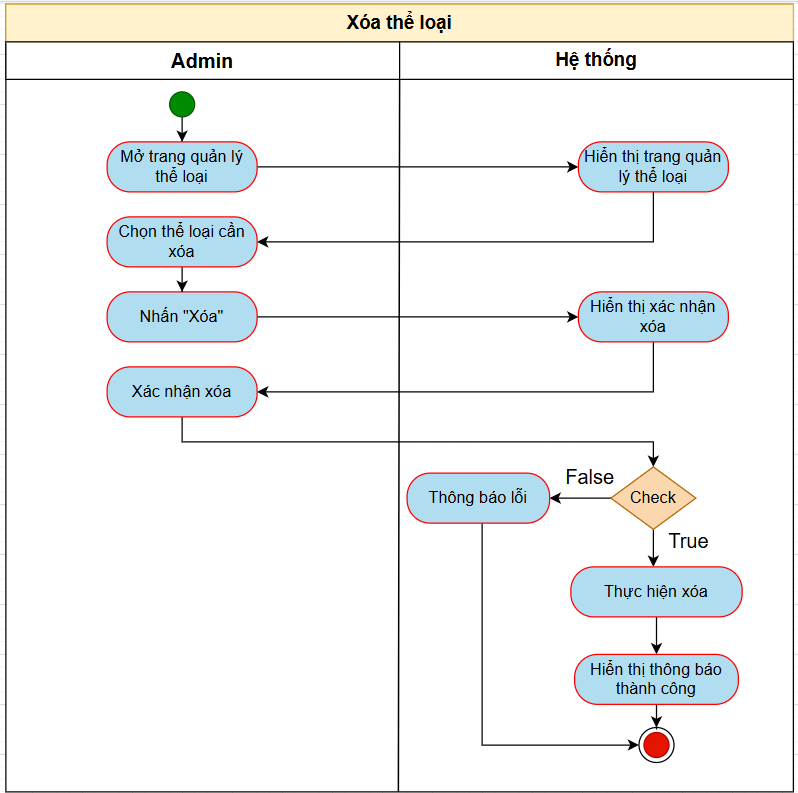 Xóa thể loại
Admin
Hệ thống
Mở trang quản lý
thể loại
Hiển thị trang quản
lý thể loại
Chọn thể loại cần
xóa
Nhấn "Xóa"
Hiển thị xác nhận
xóa
Xác nhận xóa
False
Thông báo lỗi
Check
True
Thực hiện xóa
Hiển thị thông báo
thành công